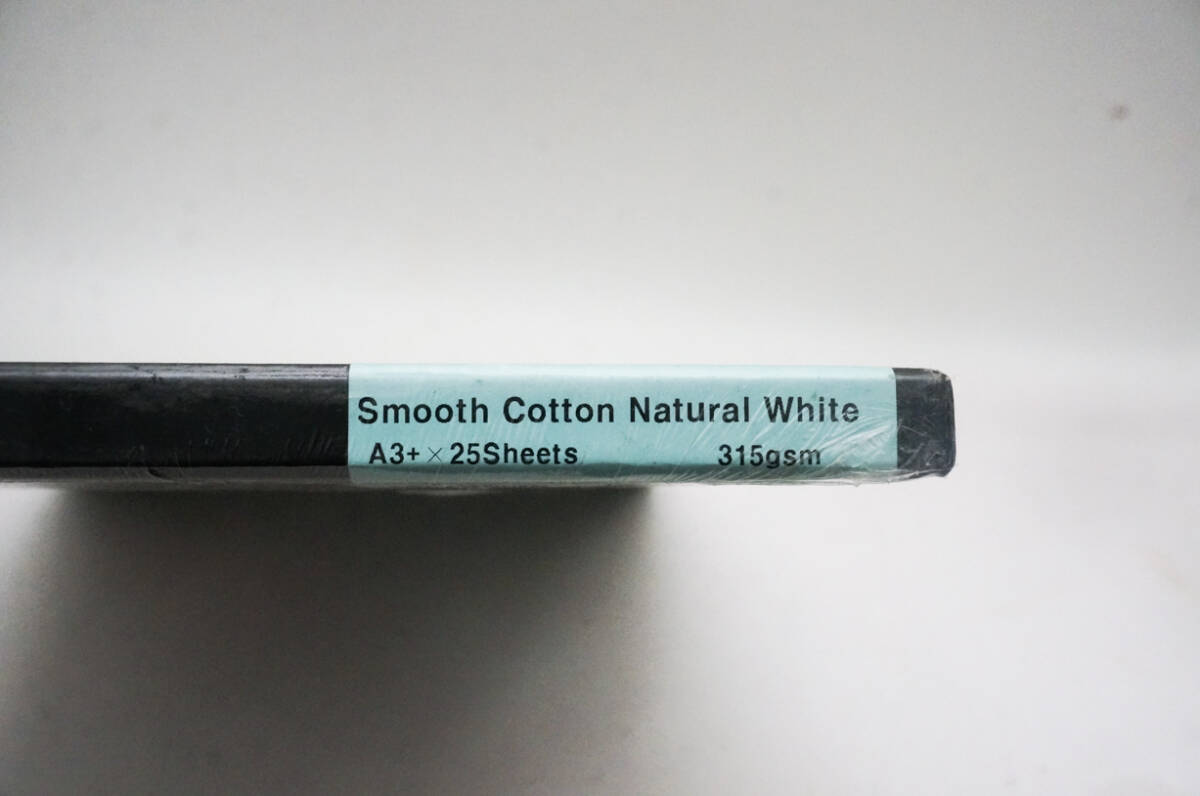 Smooth Cotton Natural White
A3+ × 25Sheets 315gsm